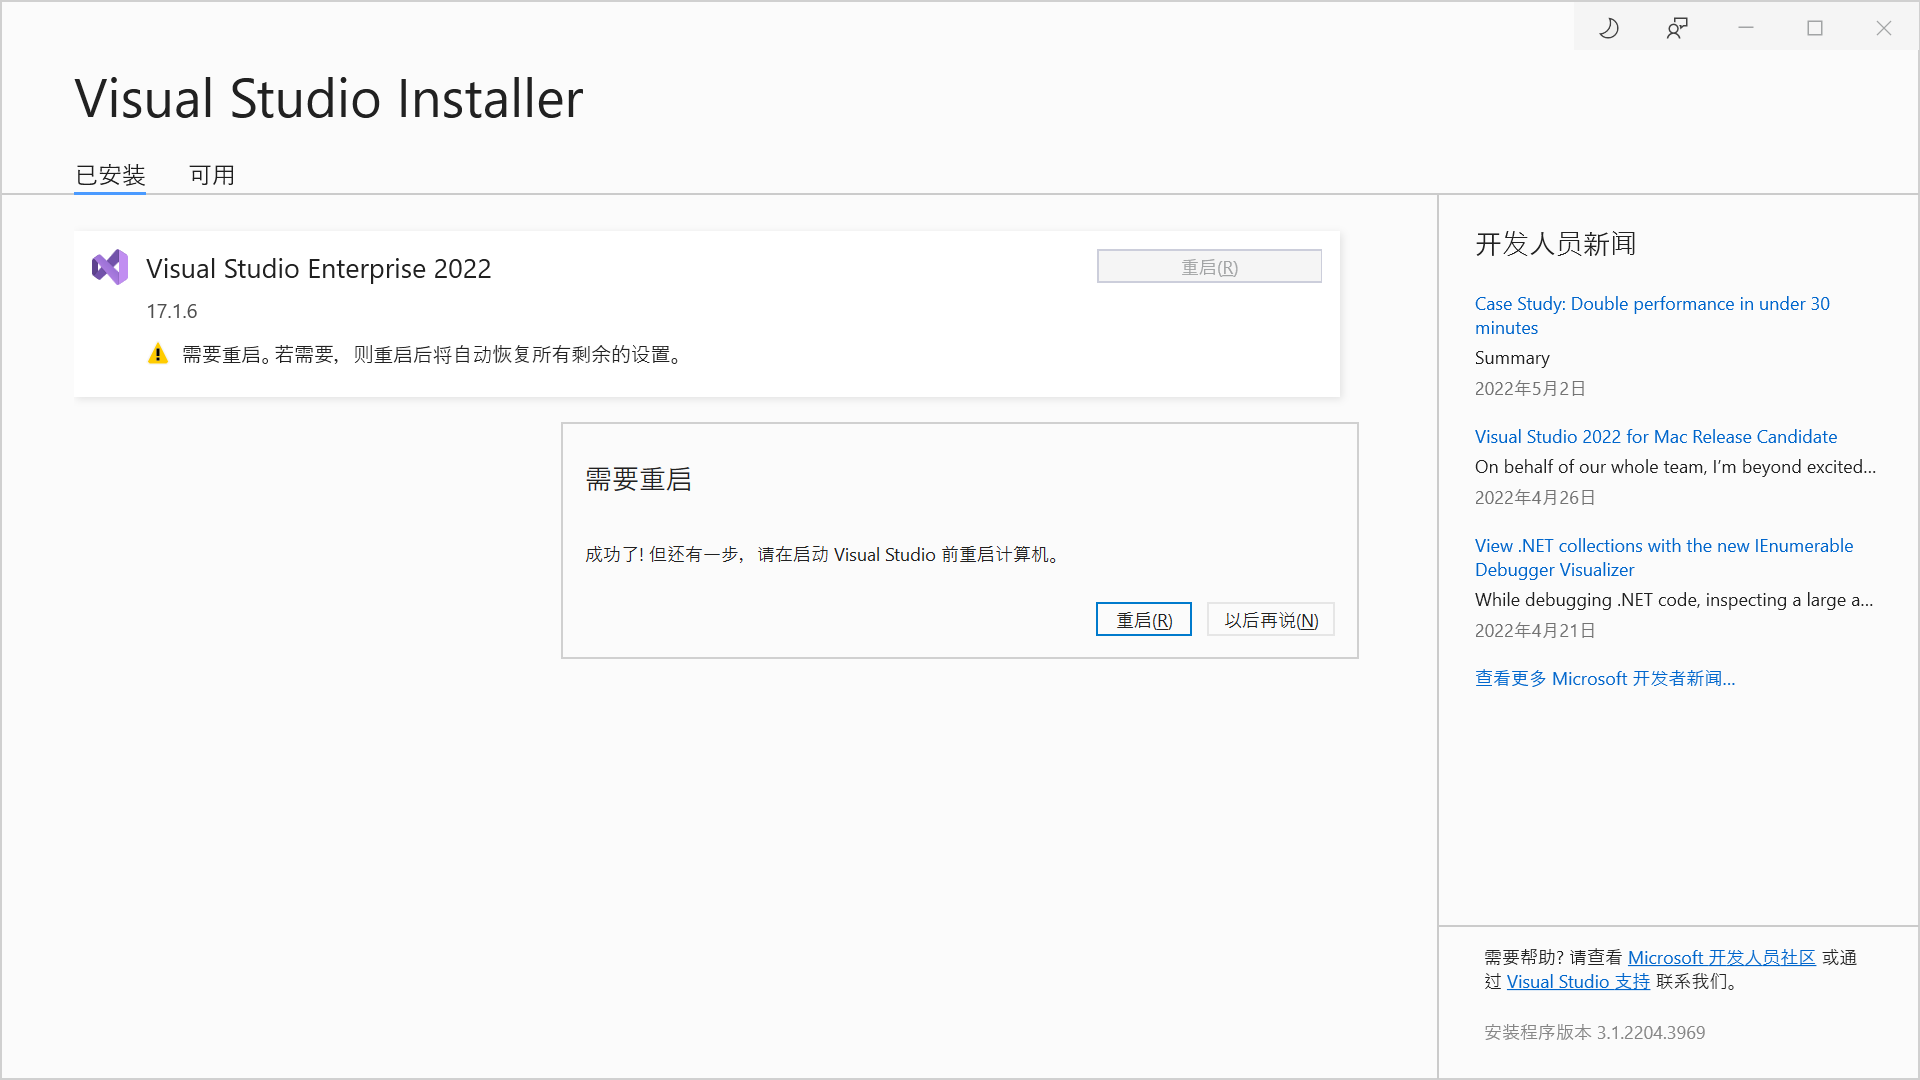 Visual Studio Installer
已安装 可用
Visual Studio Enterprise 2022
重启(R)
17.1.6
需要重启。若需要，则重启后将自动恢复所有剩余的设置。
需要重启
成功了! 但还有一步，请在启动 Visual Studio 前重启计算机。
重启(R) 以后再说(N)
开发人员新闻
Case Study: Double performance in under 30
minutes
Summary
2022年5月2日
Visual Studio 2022 for Mac Release Candidate
On behalf of our whole team, I’m beyond excited...
2022年4月26日
View .NET collections with the new IEnumerable
Debugger Visualizer
While debugging .NET code, inspecting a large a...
2022年4月21日
查看更多 Microsoft 开发者新闻...
需要帮助? 请查看 Microsoft 开发人员社区 或通
过 Visual Studio 支持 联系我们。
安装程序版本 3.1.2204.3969